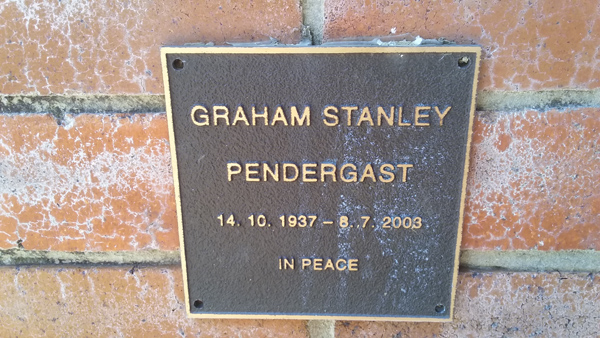 GRAHAM STANLEY
PENDERGAST
14. 10. 1937 – 8. 7. 2003
IN PEACE